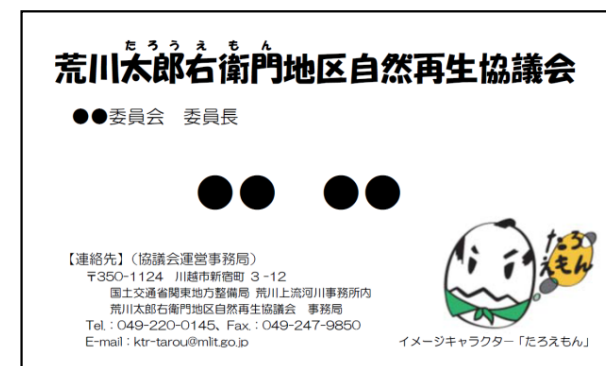 たろうえもん
荒川太郎右衛門地区自然再生協議会
●●委員会　委員長
●●　●●
【連絡先】（協議会運営事務局）
〒350-1124　川越市新宿町 3-12
国土交通省関東地方整備局 荒川上流河川事務所内
荒川太郎右衛門地区自然再生協議会　事務局
Tel.：049-220-0145、Fax.：049-247-9850
E-mail：ktr-tarou@mlit.go.jp
たろ
えもん
イメージキャラクター「たろえもん」